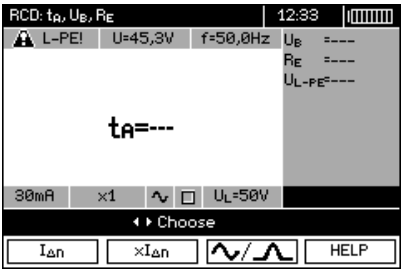 RCD: tA, UB, RE 12:33
L-PE! U=45,3V f=50,0Hz UB =---
RE =---
UL-PE=---
tA=---
30mA x1 UL=50V
Choose
IΔn xIΔn / HELP